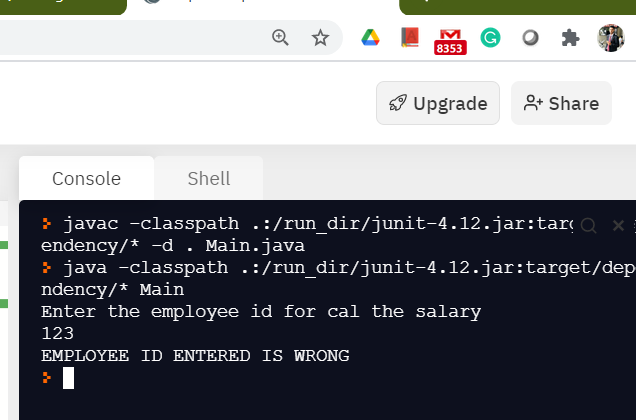 8353
Upgrade
Share
Console
Shell
javac -classpath .:/run_dir/junit-4.12.jar:targ
endency/* -d . Main.java
java -classpath .:/run_dir/junit-4.12.jar:target/dep
ndency/* Main
Enter the employee id for cal the salary
123
EMPLOYEE ID ENTERED IS WRONG